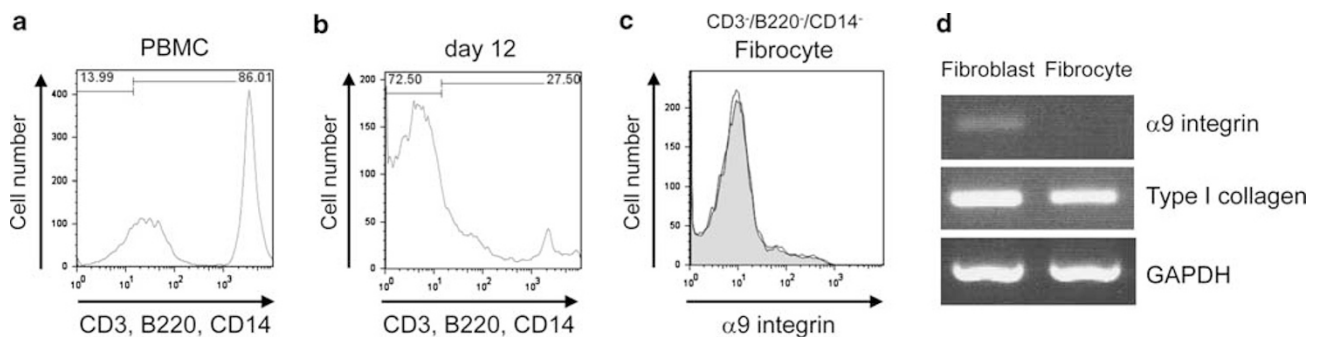 a
PBMC
13.99 86.01
400
300
200
100
0
10⁰ 10¹ 10² 10³
Cell number
CD3, B220, CD14
b
day 12
72.50 27.50
200
150
100
50
0
10⁰ 10¹ 10² 10³
Cell number
CD3, B220, CD14
c
CD3⁻/B220⁻/CD14⁻
Fibrocyte
200
150
100
50
0
10⁰ 10¹ 10² 10³
Cell number
α9 integrin
d
Fibroblast Fibrocyte
α9 integrin
Type I collagen
GAPDH